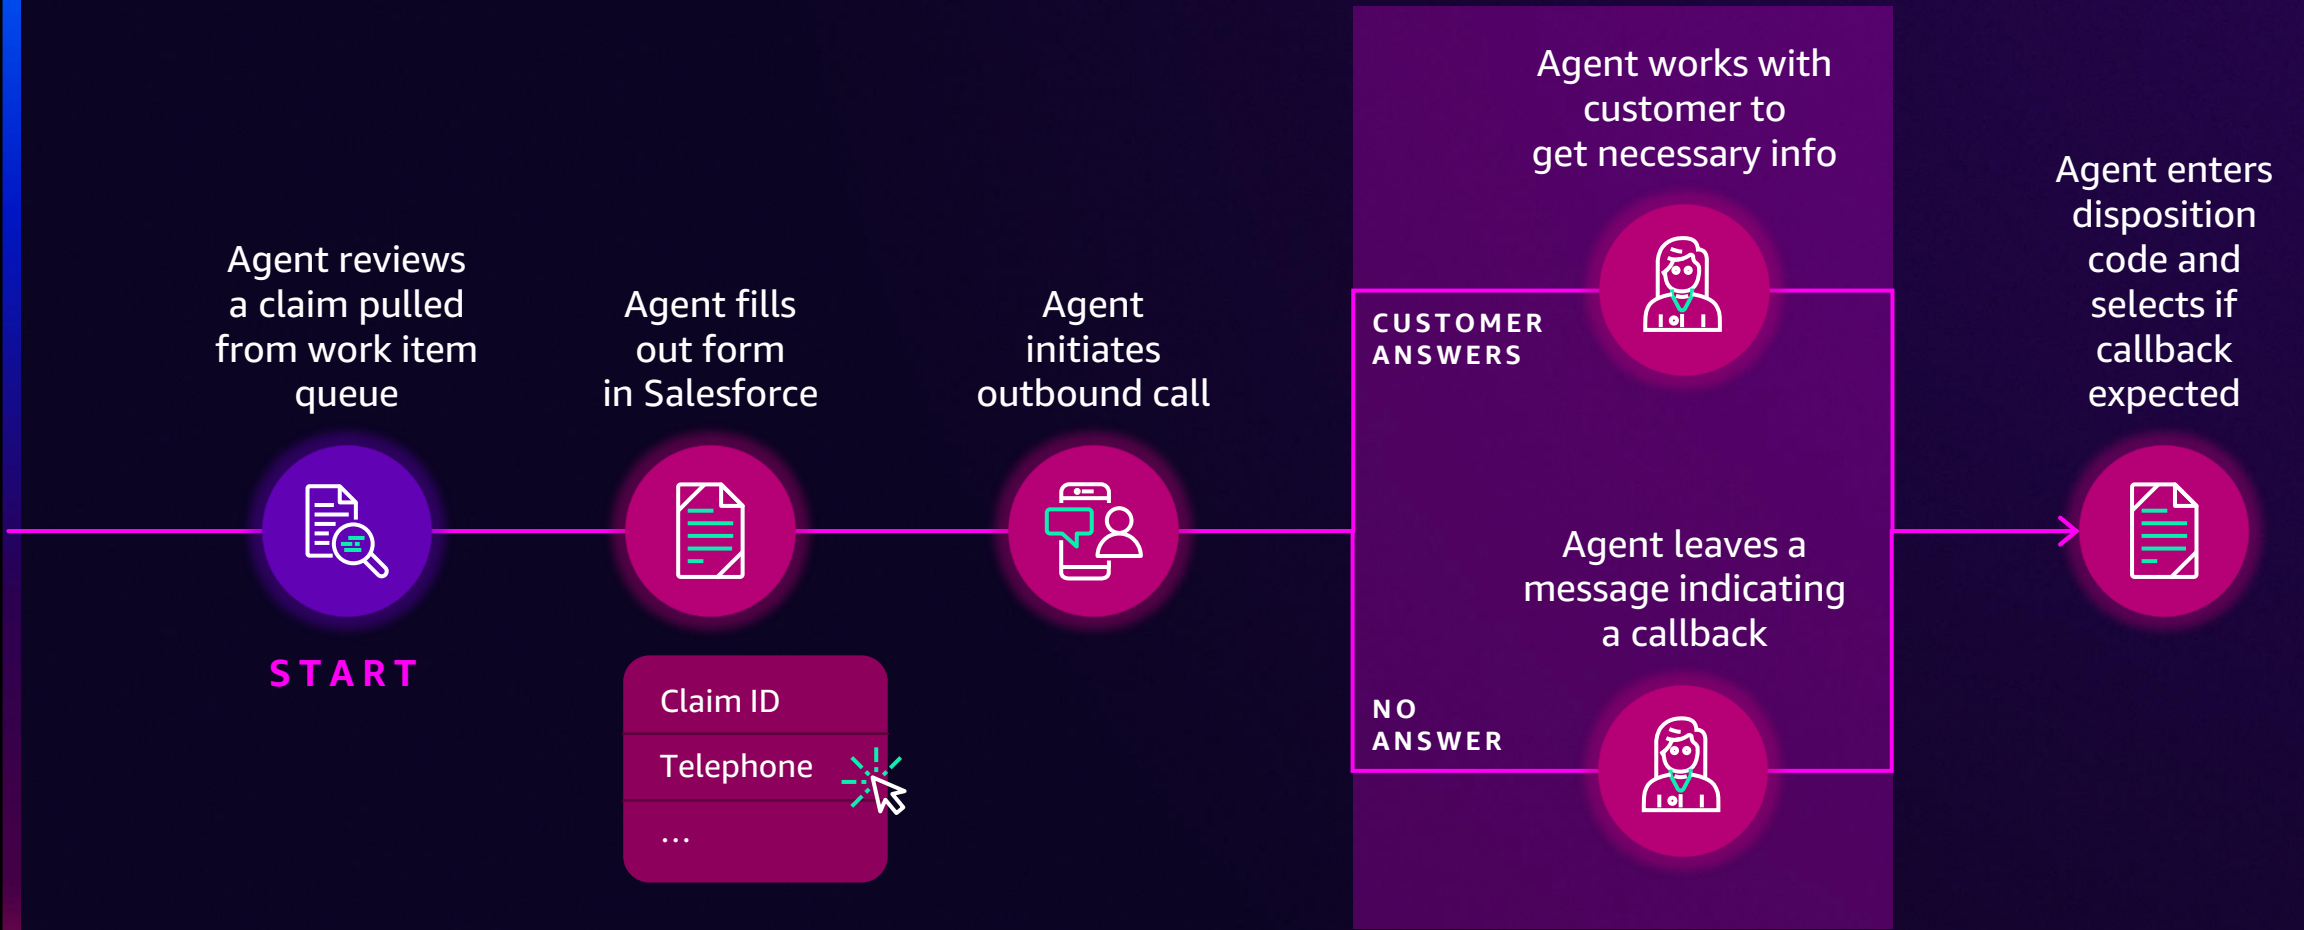 Agent reviews
a claim pulled
from work item
queue
START
Agent fills
out form
in Salesforce
Claim ID
Telephone
...
Agent
initiates
outbound call
Agent works with
customer to
get necessary info
CUSTOMER
ANSWERS
Agent leaves a
message indicating
a callback
NO
ANSWER
Agent enters
disposition
code and
selects if
callback
expected